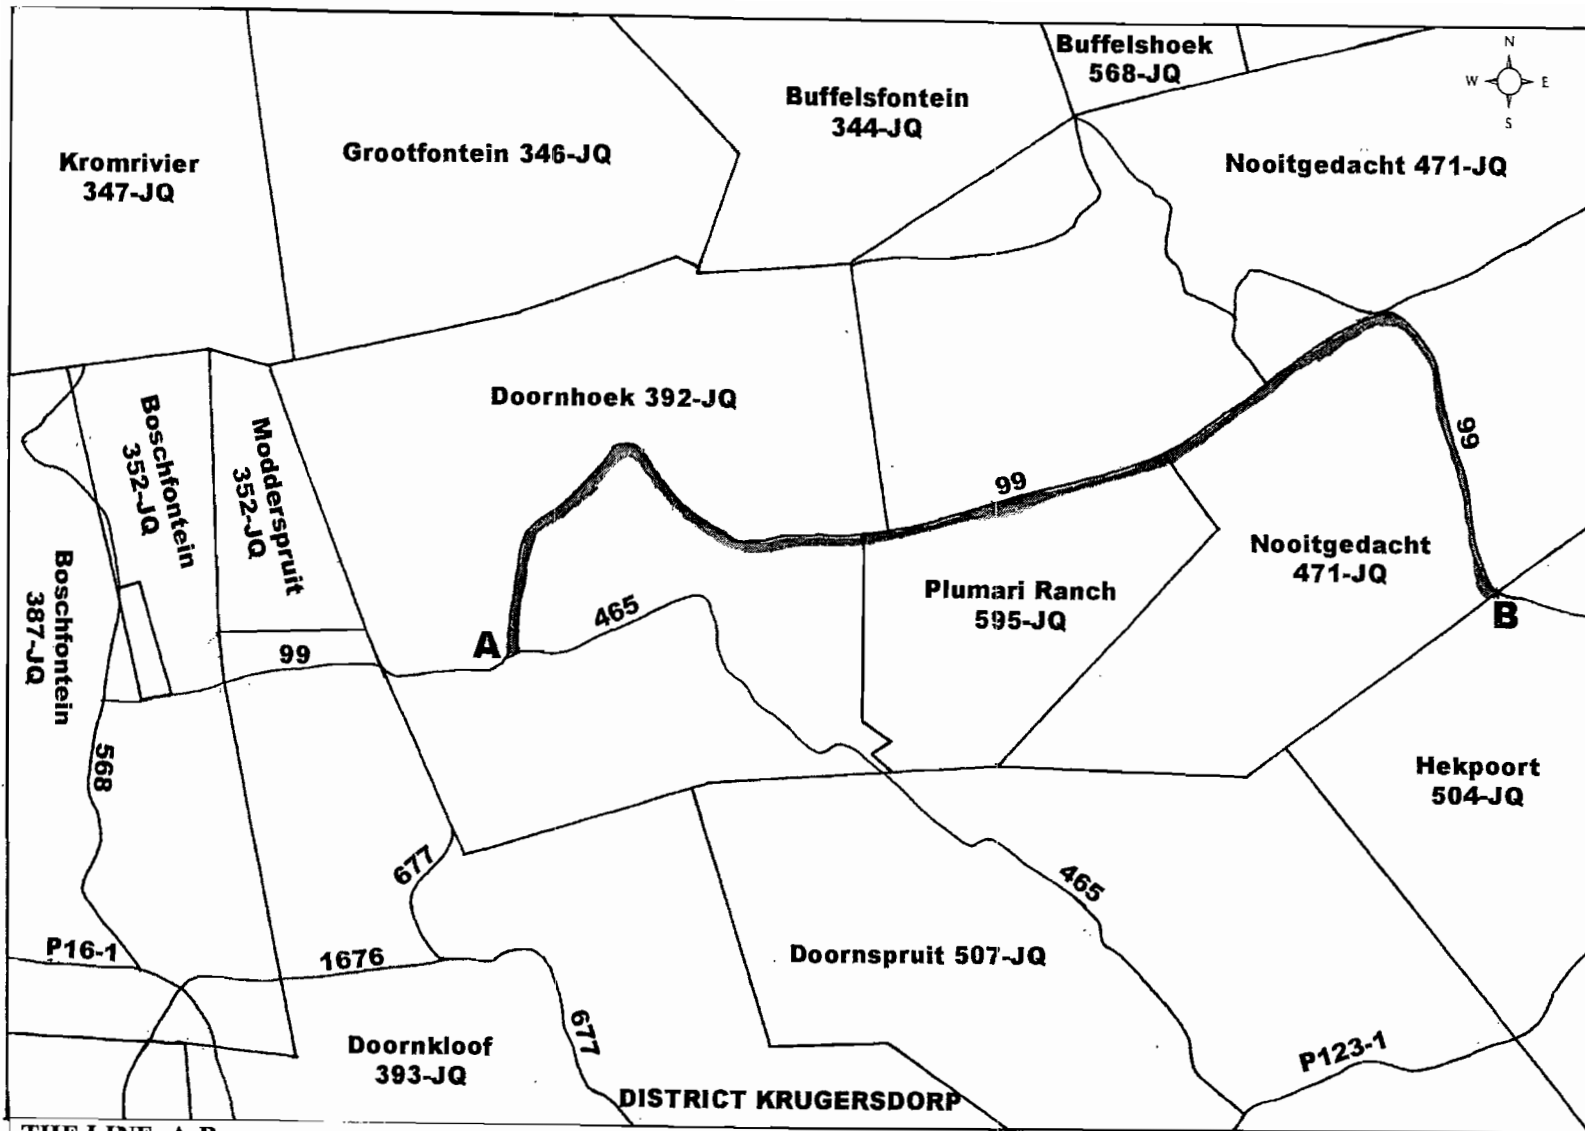 Buffelshoek
568-JQ
N
W E
S
Buffelsfontein
344-JQ
Kromrivier
347-JQ
Grootfontein 346-JQ
Nooitgedacht 471-JQ
Doornhoek 392-JQ
Boschfontein
352-JQ
Modderspruit
352-JQ
99
99
Nooitgedacht
471-JQ
Boschfontein
387-JQ
Plumari Ranch
595-JQ
465
A
B
99
568
Hekpoort
504-JQ
677
465
P16-1
1676
Doornspruit 507-JQ
677
Doornkloof
393-JQ
P123-1
DISTRICT KRUGERSDORP
THE LINE A-B